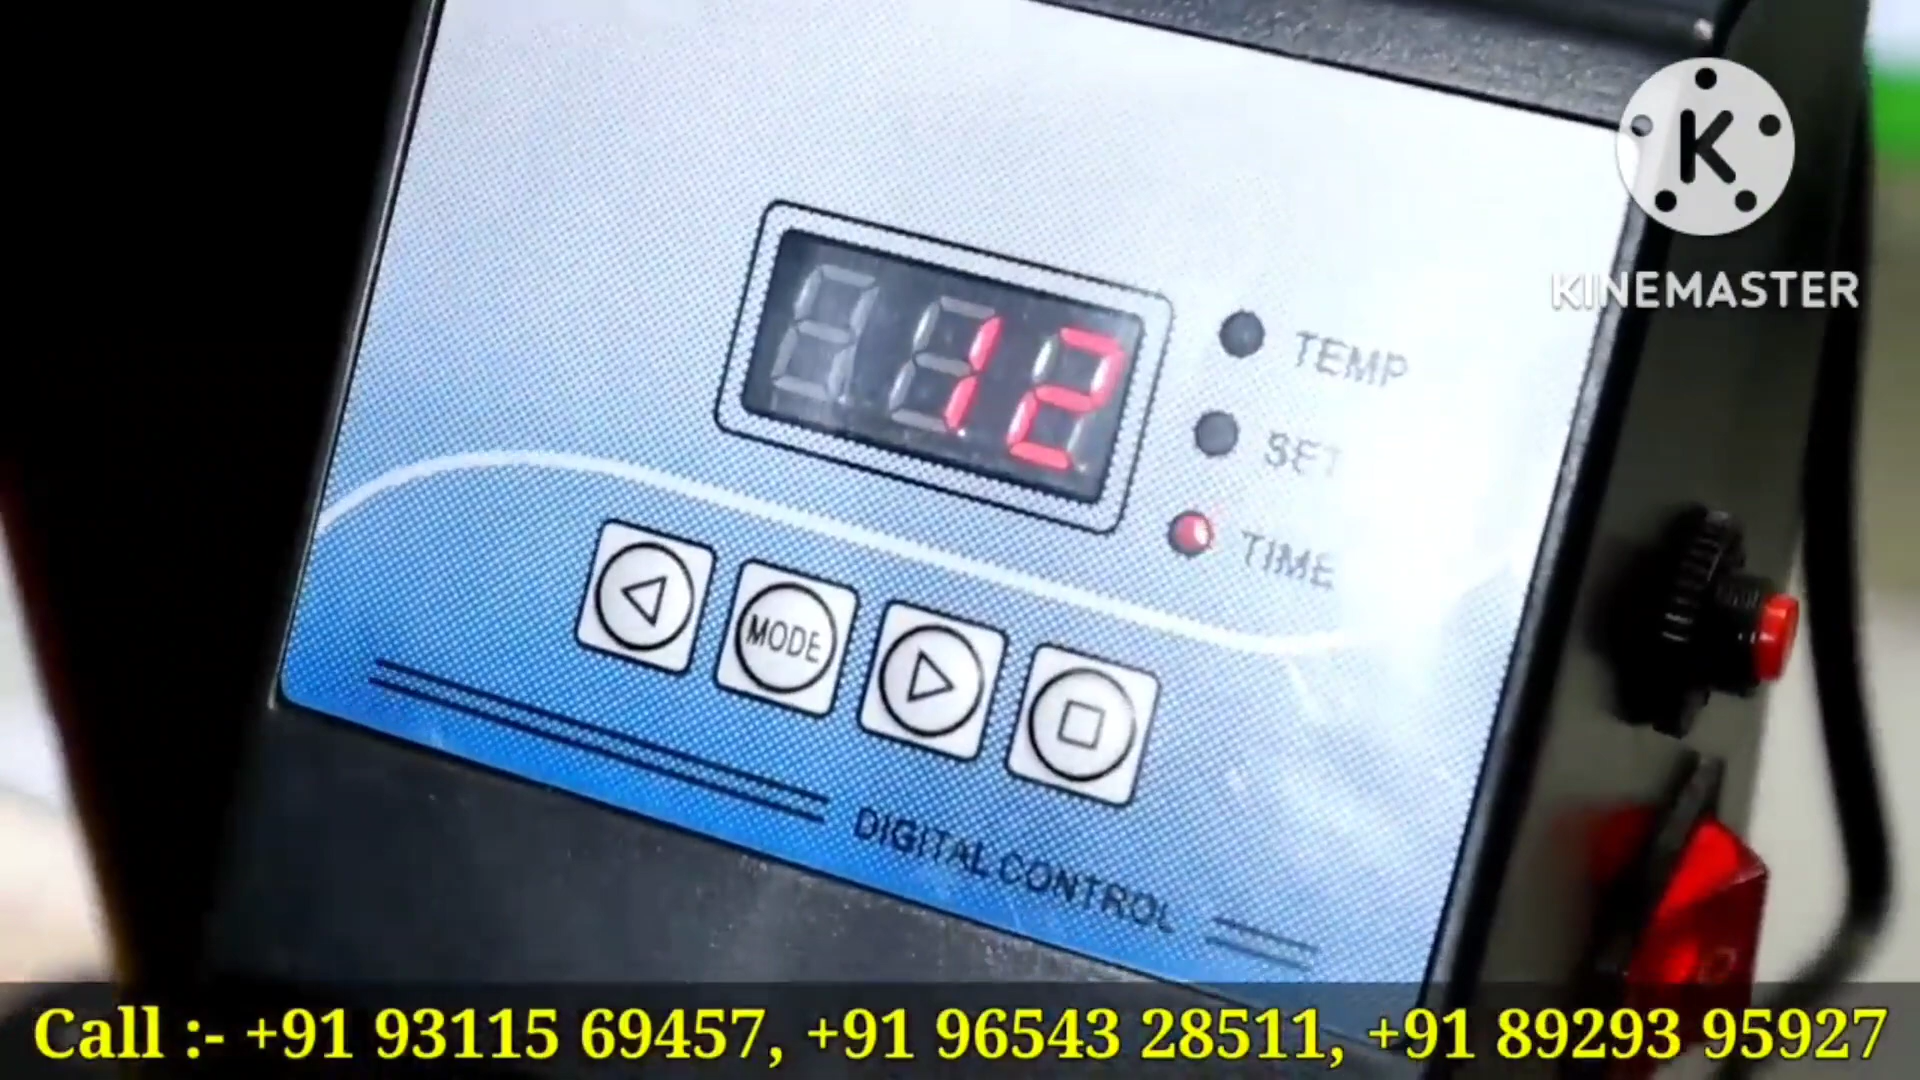 K
KINEMASTER
12
TEMP
SET
TIME
MODE
DIGITAL CONTROL
Call :- +91 93115 69457, +91 96543 28511, +91 89293 95927